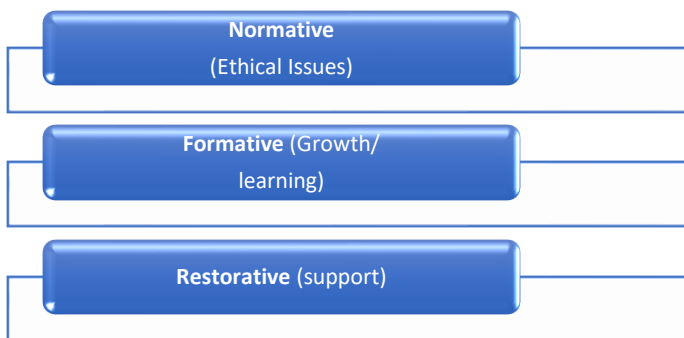 Normative
(Ethical Issues)
Formative (Growth/
learning)
Restorative (support)